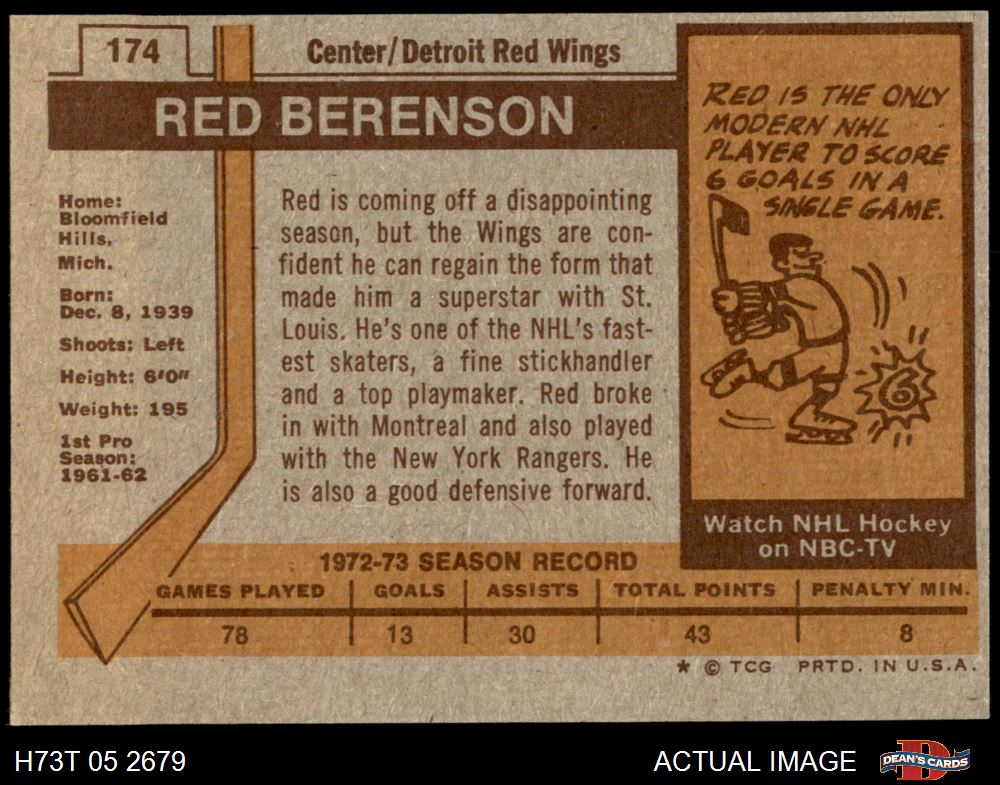 174
Center/Detroit Red Wings
RED BERENSON
Home:
Bloomfield
Hills,
Mich.
Born:
Dec. 8, 1939
Shoots: Left
Height: 6'0"
Weight: 195
1st Pro
Season:
1961-62
Red is coming off a disappointing
season, but the Wings are con-
fident he can regain the form that
made him a superstar with St.
Louis. He's one of the NHL's fast-
est skaters, a fine stickhandler
and a top playmaker. Red broke
in with Montreal and also played
with the New York Rangers. He
is also a good defensive forward.
RED IS THE ONLY
MODERN NHL
PLAYER TO SCORE
6 GOALS IN A
SINGLE GAME.
6
Watch NHL Hockey
on NBC-TV
1972-73 SEASON RECORD
GAMES PLAYED GOALS ASSISTS TOTAL POINTS PENALTY MIN.
78 13 30 43 8
* © TCG PRTD. IN U.S.A.
H73T 05 2679
ACTUAL IMAGE
D
DEAN'S CARDS